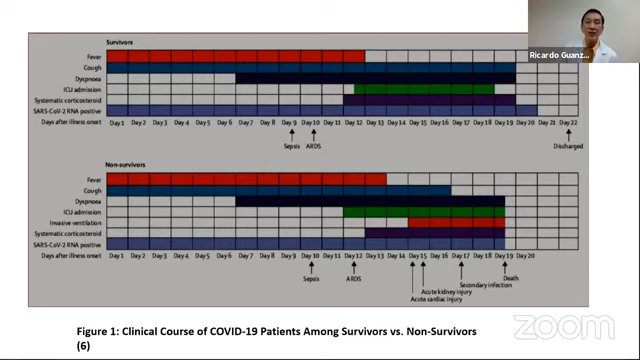 Ricardo Guanz...
Survivors
Fever
Cough
Dyspnoea
ICU admission
Systematic corticosteroid
SARS-CoV-2 RNA positive
Days after illness onset Day 1 Day 2 Day 3 Day 4 Day 5 Day 6 Day 7 Day 8 Day 9 Day 10 Day 11 Day 12 Day 13 Day 14 Day 15 Day 16 Day 17 Day 18 Day 19 Day 20 Day 21 Day 22
Sepsis ARDS Discharged
Non-survivors
Fever
Cough
Dyspnoea
ICU admission
Invasive ventilation
Systematic corticosteroid
SARS-CoV-2 RNA positive
Days after illness onset Day 1 Day 2 Day 3 Day 4 Day 5 Day 6 Day 7 Day 8 Day 9 Day 10 Day 11 Day 12 Day 13 Day 14 Day 15 Day 16 Day 17 Day 18 Day 19 Day 20
Sepsis ARDS Death
Secondary infection
Acute kidney injury
Acute cardiac injury
Figure 1: Clinical Course of COVID-19 Patients Among Survivors vs. Non-Survivors
(6)
zoom